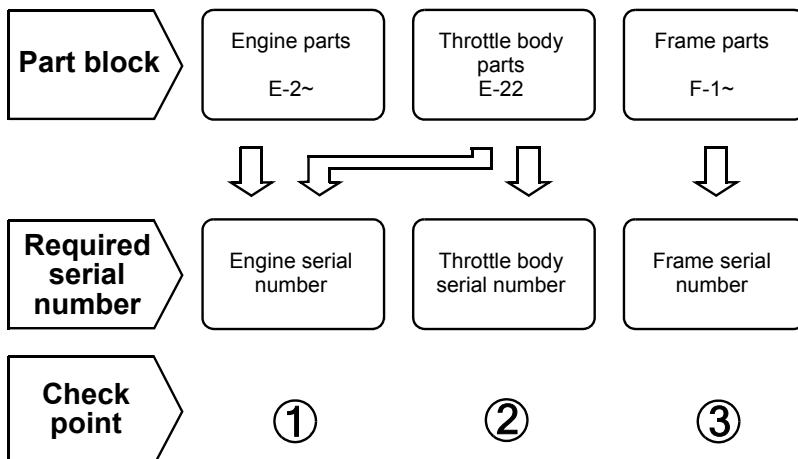 Part block
Engine parts
E-2~
Throttle body
parts
E-22
Frame parts
F-1~
Required
serial
number
Engine serial
number
Throttle body
serial number
Frame serial
number
Check
point
①
②
③